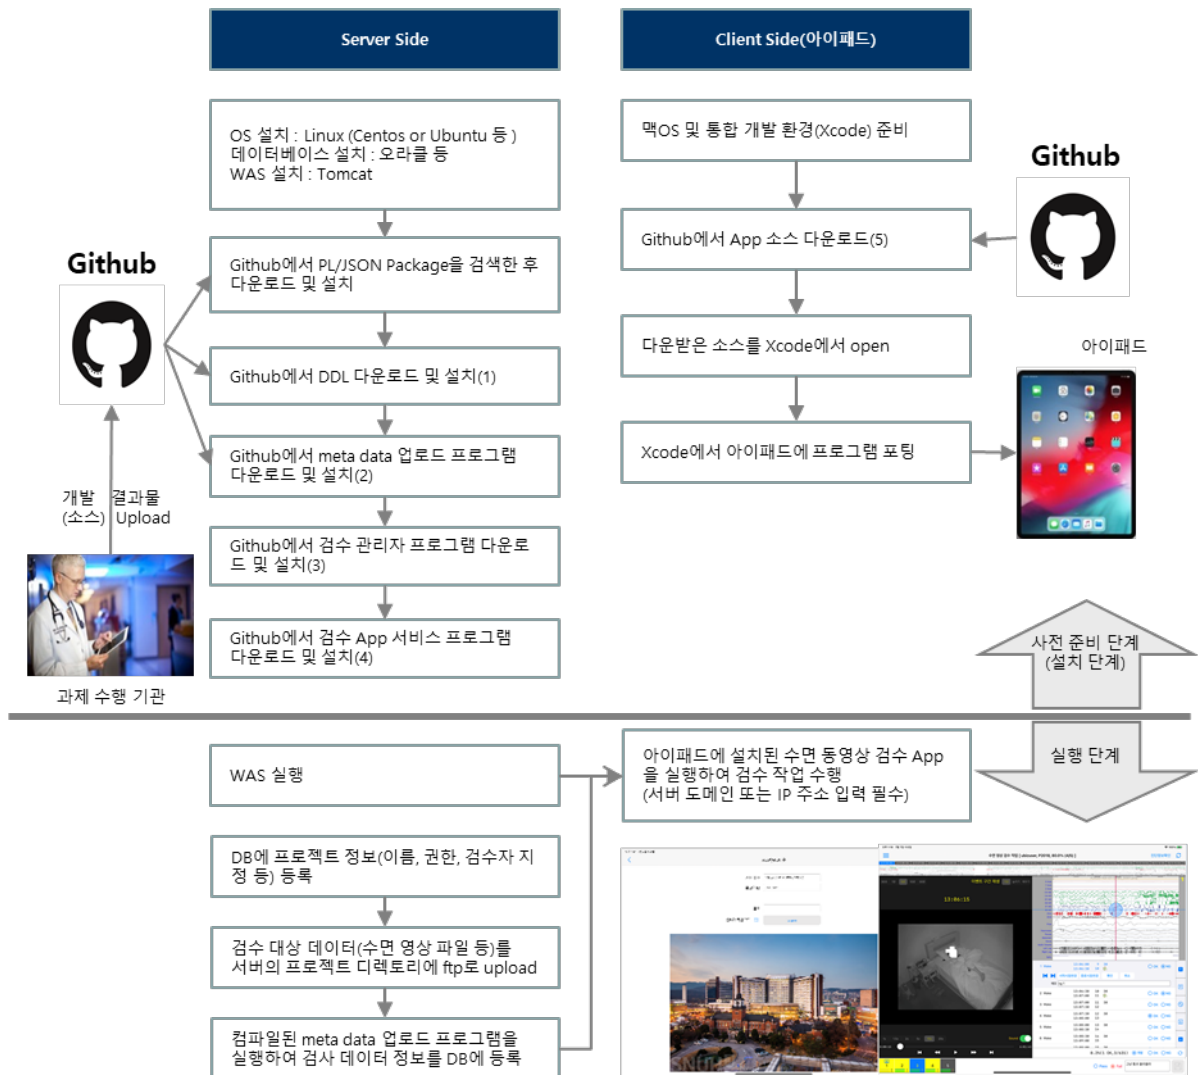 Server Side
Client Side(아이패드)
OS 설치 : Linux (Centos or Ubuntu 등 )
데이터베이스 설치 : 오라클 등
WAS 설치 : Tomcat
맥OS 및 통합 개발 환경(Xcode) 준비
Github
Github에서 App 소스 다운로드(5)
Github
Github에서 PL/JSON Package을 검색한 후
다운로드 및 설치
다운받은 소스를 Xcode에서 open
아이패드
Github에서 DDL 다운로드 및 설치(1)
Github에서 meta data 업로드 프로그램
다운로드 및 설치(2)
Xcode에서 아이패드에 프로그램 포팅
개발 결과물
(소스) Upload
Github에서 검수 관리자 프로그램 다운로
드 및 설치(3)
Github에서 검수 App 서비스 프로그램
다운로드 및 설치(4)
과제 수행 기관
사전 준비 단계
(설치 단계)
WAS 실행
아이패드에 설치된 수면 동영상 검수 App
을 실행하여 검수 작업 수행
(서버 도메인 또는 IP 주소 입력 필수)
실행 단계
DB에 프로젝트 정보(이름, 권한, 검수자 지
정 등) 등록
검수 대상 데이터(수면 영상 파일 등)를
서버의 프로젝트 디렉토리에 ftp로 upload
컴파일된 meta data 업로드 프로그램을
실행하여 검사 데이터 정보를 DB에 등록